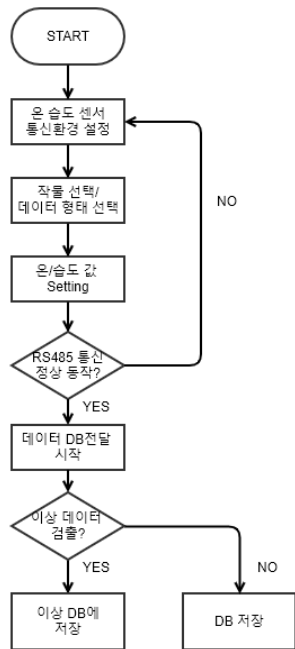 START
온 습도 센서
통신환경 설정
작물 선택/
데이터 형태 선택
NO
온/습도 값
Setting
RS485 통신
정상 동작?
YES
데이터 DB전달
시작
이상 데이터
검출?
YES
NO
이상 DB에
저장
DB 저장